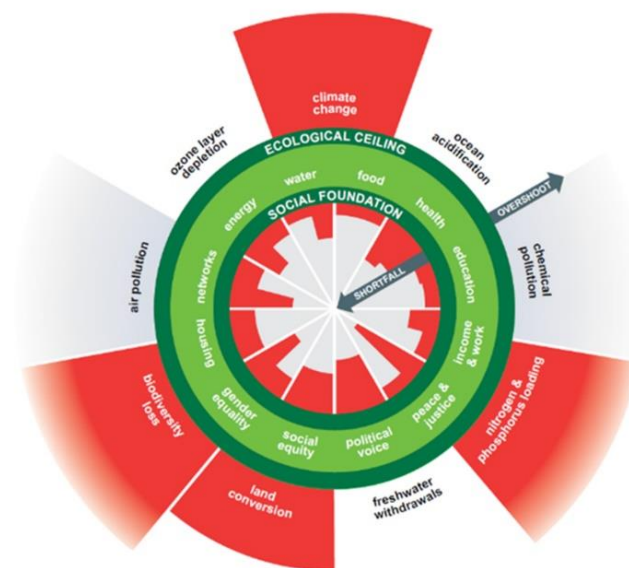 climate
change
ozone layer
depletion
ocean
acidification
ECOLOGICAL CEILING
OVERSHOOT
water
food
energy
health
SOCIAL FOUNDATION
SHORTFALL
networks
education
air pollution
chemical
pollution
housing
income
& work
gender
equality
peace &
justice
social
equity
political
voice
biodiversity
loss
nitrogen &
phosphorus loading
land
conversion
freshwater
withdrawals